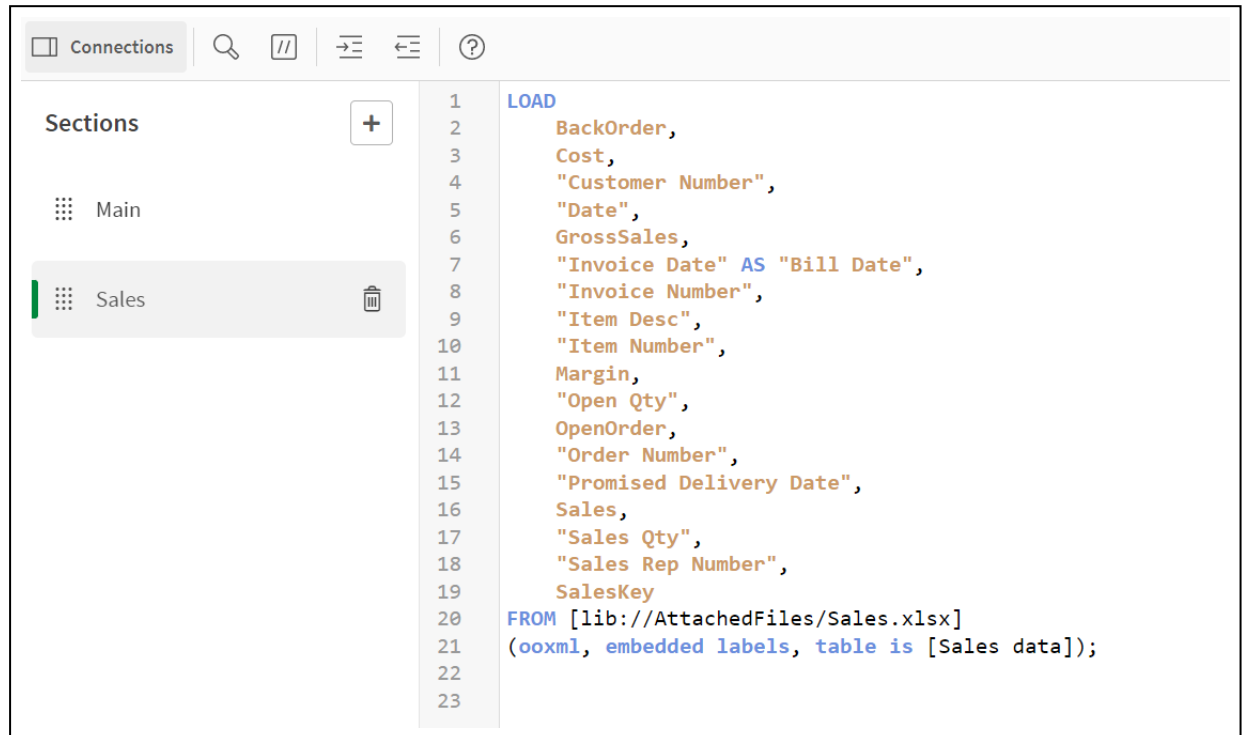 Connections
//
?
Sections
+
Main
Sales
1 LOAD
2 BackOrder,
3 Cost,
4 "Customer Number",
5 "Date",
6 GrossSales,
7 "Invoice Date" AS "Bill Date",
8 "Invoice Number",
9 "Item Desc",
10 "Item Number",
11 Margin,
12 "Open Qty",
13 OpenOrder,
14 "Order Number",
15 "Promised Delivery Date",
16 Sales,
17 "Sales Qty",
18 "Sales Rep Number",
19 SalesKey
20 FROM [lib://AttachedFiles/Sales.xlsx]
21 (ooxml, embedded labels, table is [Sales data]);
22
23